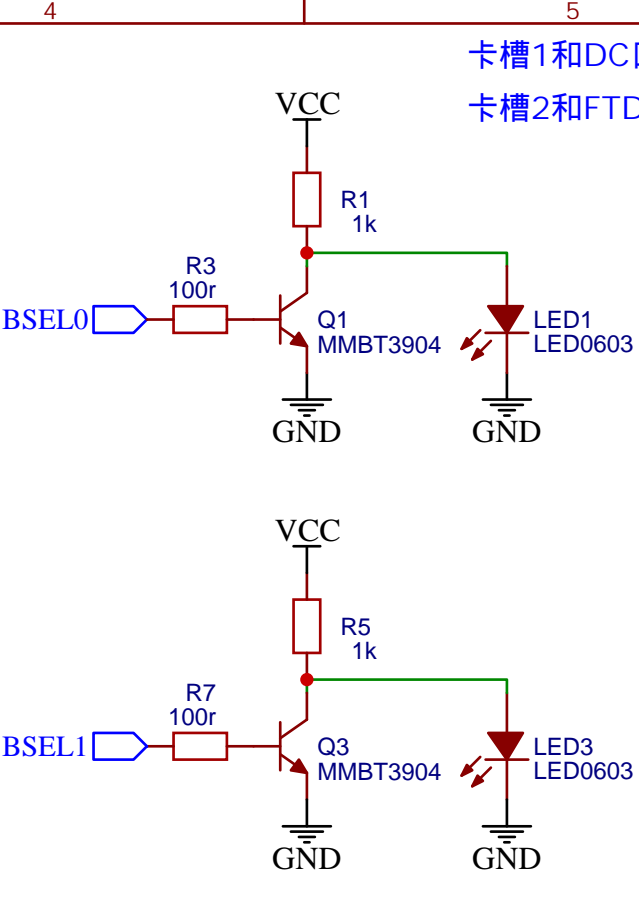 4
5
卡槽1和DC
卡槽2和FTD
VCC
R1
1k
R3
100r
BSEL0
Q1
MMBT3904
LED1
LED0603
GND
GND
VCC
R5
1k
R7
100r
BSEL1
Q3
MMBT3904
LED3
LED0603
GND
GND